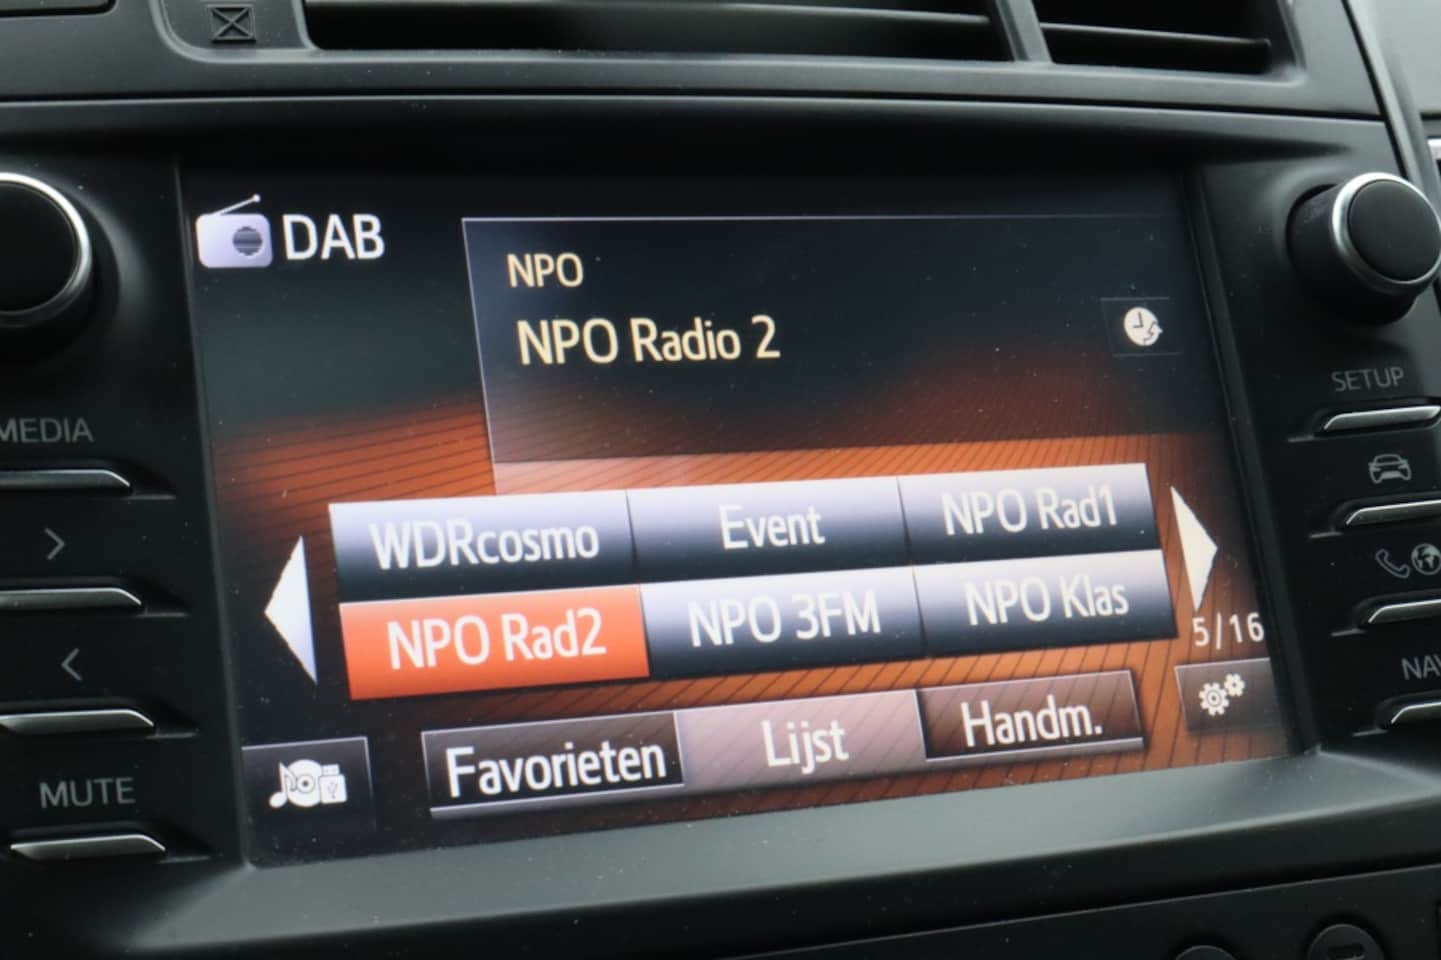 DAB
NPO
NPO Radio 2
MEDIA
SETUP
WDRcosmo Event NPO Rad1
NPO Rad2 NPO 3FM NPO Klas
5/16
Favorieten Lijst Handm.
MUTE